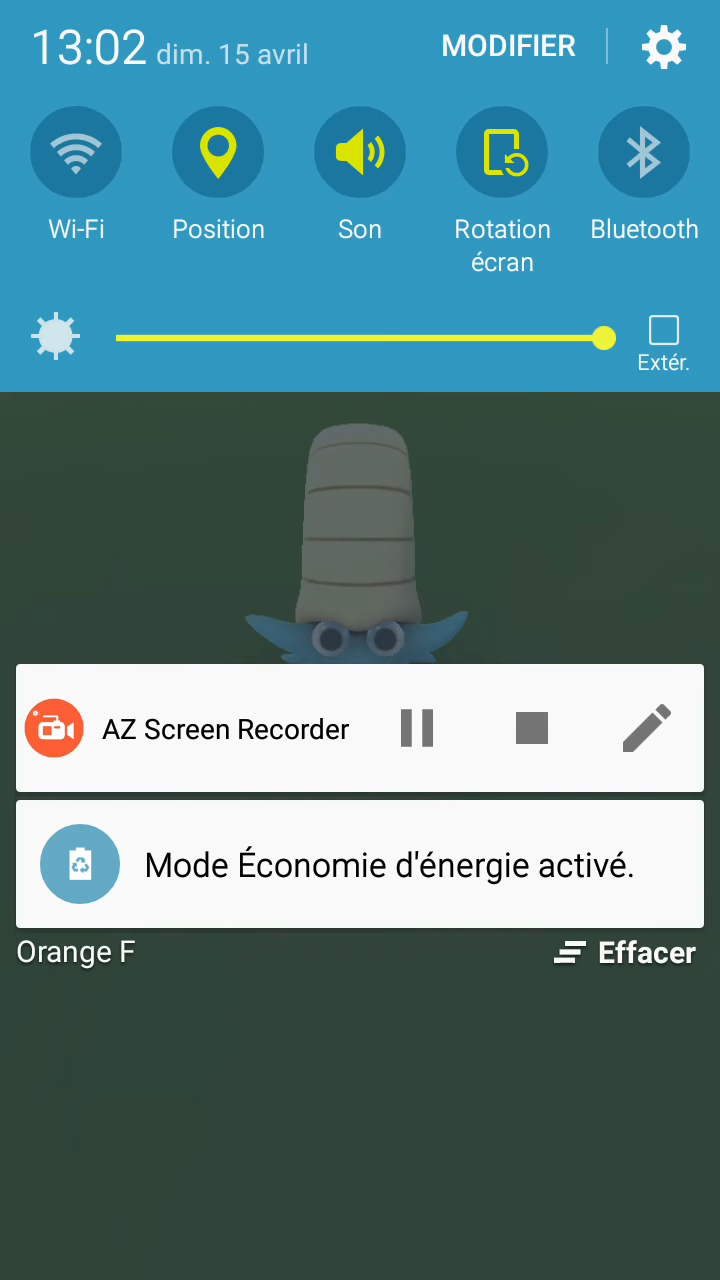 13:02 dim. 15 avril MODIFIER
Wi-Fi Position Son Rotation écran Bluetooth
Extér.
AZ Screen Recorder
Mode Économie d'énergie activé.
Orange F Effacer